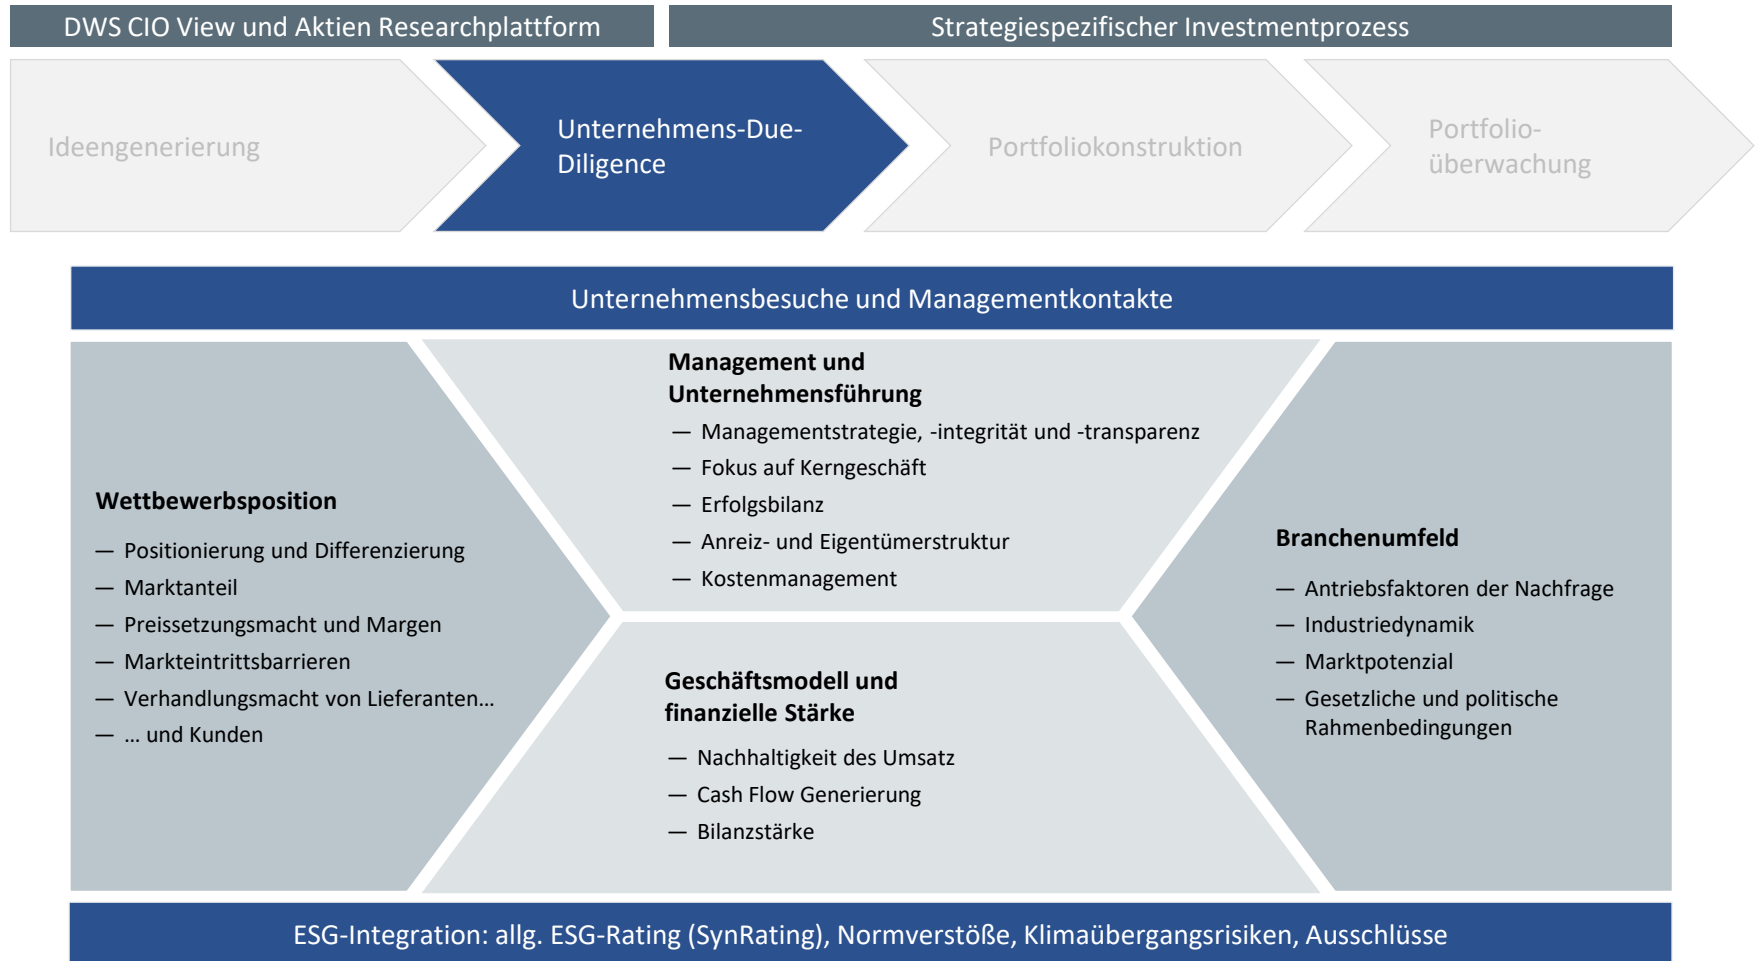 DWS CIO View und Aktien Researchplattform
Strategiespezifischer Investmentprozess
Ideengenerierung
Unternehmens-Due-
Diligence
Portfoliokonstruktion
Portfolio-
überwachung
Unternehmensbesuche und Managementkontakte
Wettbewerbsposition
— Positionierung und Differenzierung
— Marktanteil
— Preissetzungsmacht und Margen
— Markteintrittsbarrieren
— Verhandlungsmacht von Lieferanten…
— … und Kunden
Management und
Unternehmensführung
— Managementstrategie, -integrität und -transparenz
— Fokus auf Kerngeschäft
— Erfolgsbilanz
— Anreiz- und Eigentümerstruktur
— Kostenmanagement
Geschäftsmodell und
finanzielle Stärke
— Nachhaltigkeit des Umsatz
— Cash Flow Generierung
— Bilanzstärke
Branchenumfeld
— Antriebsfaktoren der Nachfrage
— Industriedynamik
— Marktpotenzial
— Gesetzliche und politische
Rahmenbedingungen
ESG-Integration: allg. ESG-Rating (SynRating), Normverstöße, Klimaübergangsrisiken, Ausschlüsse